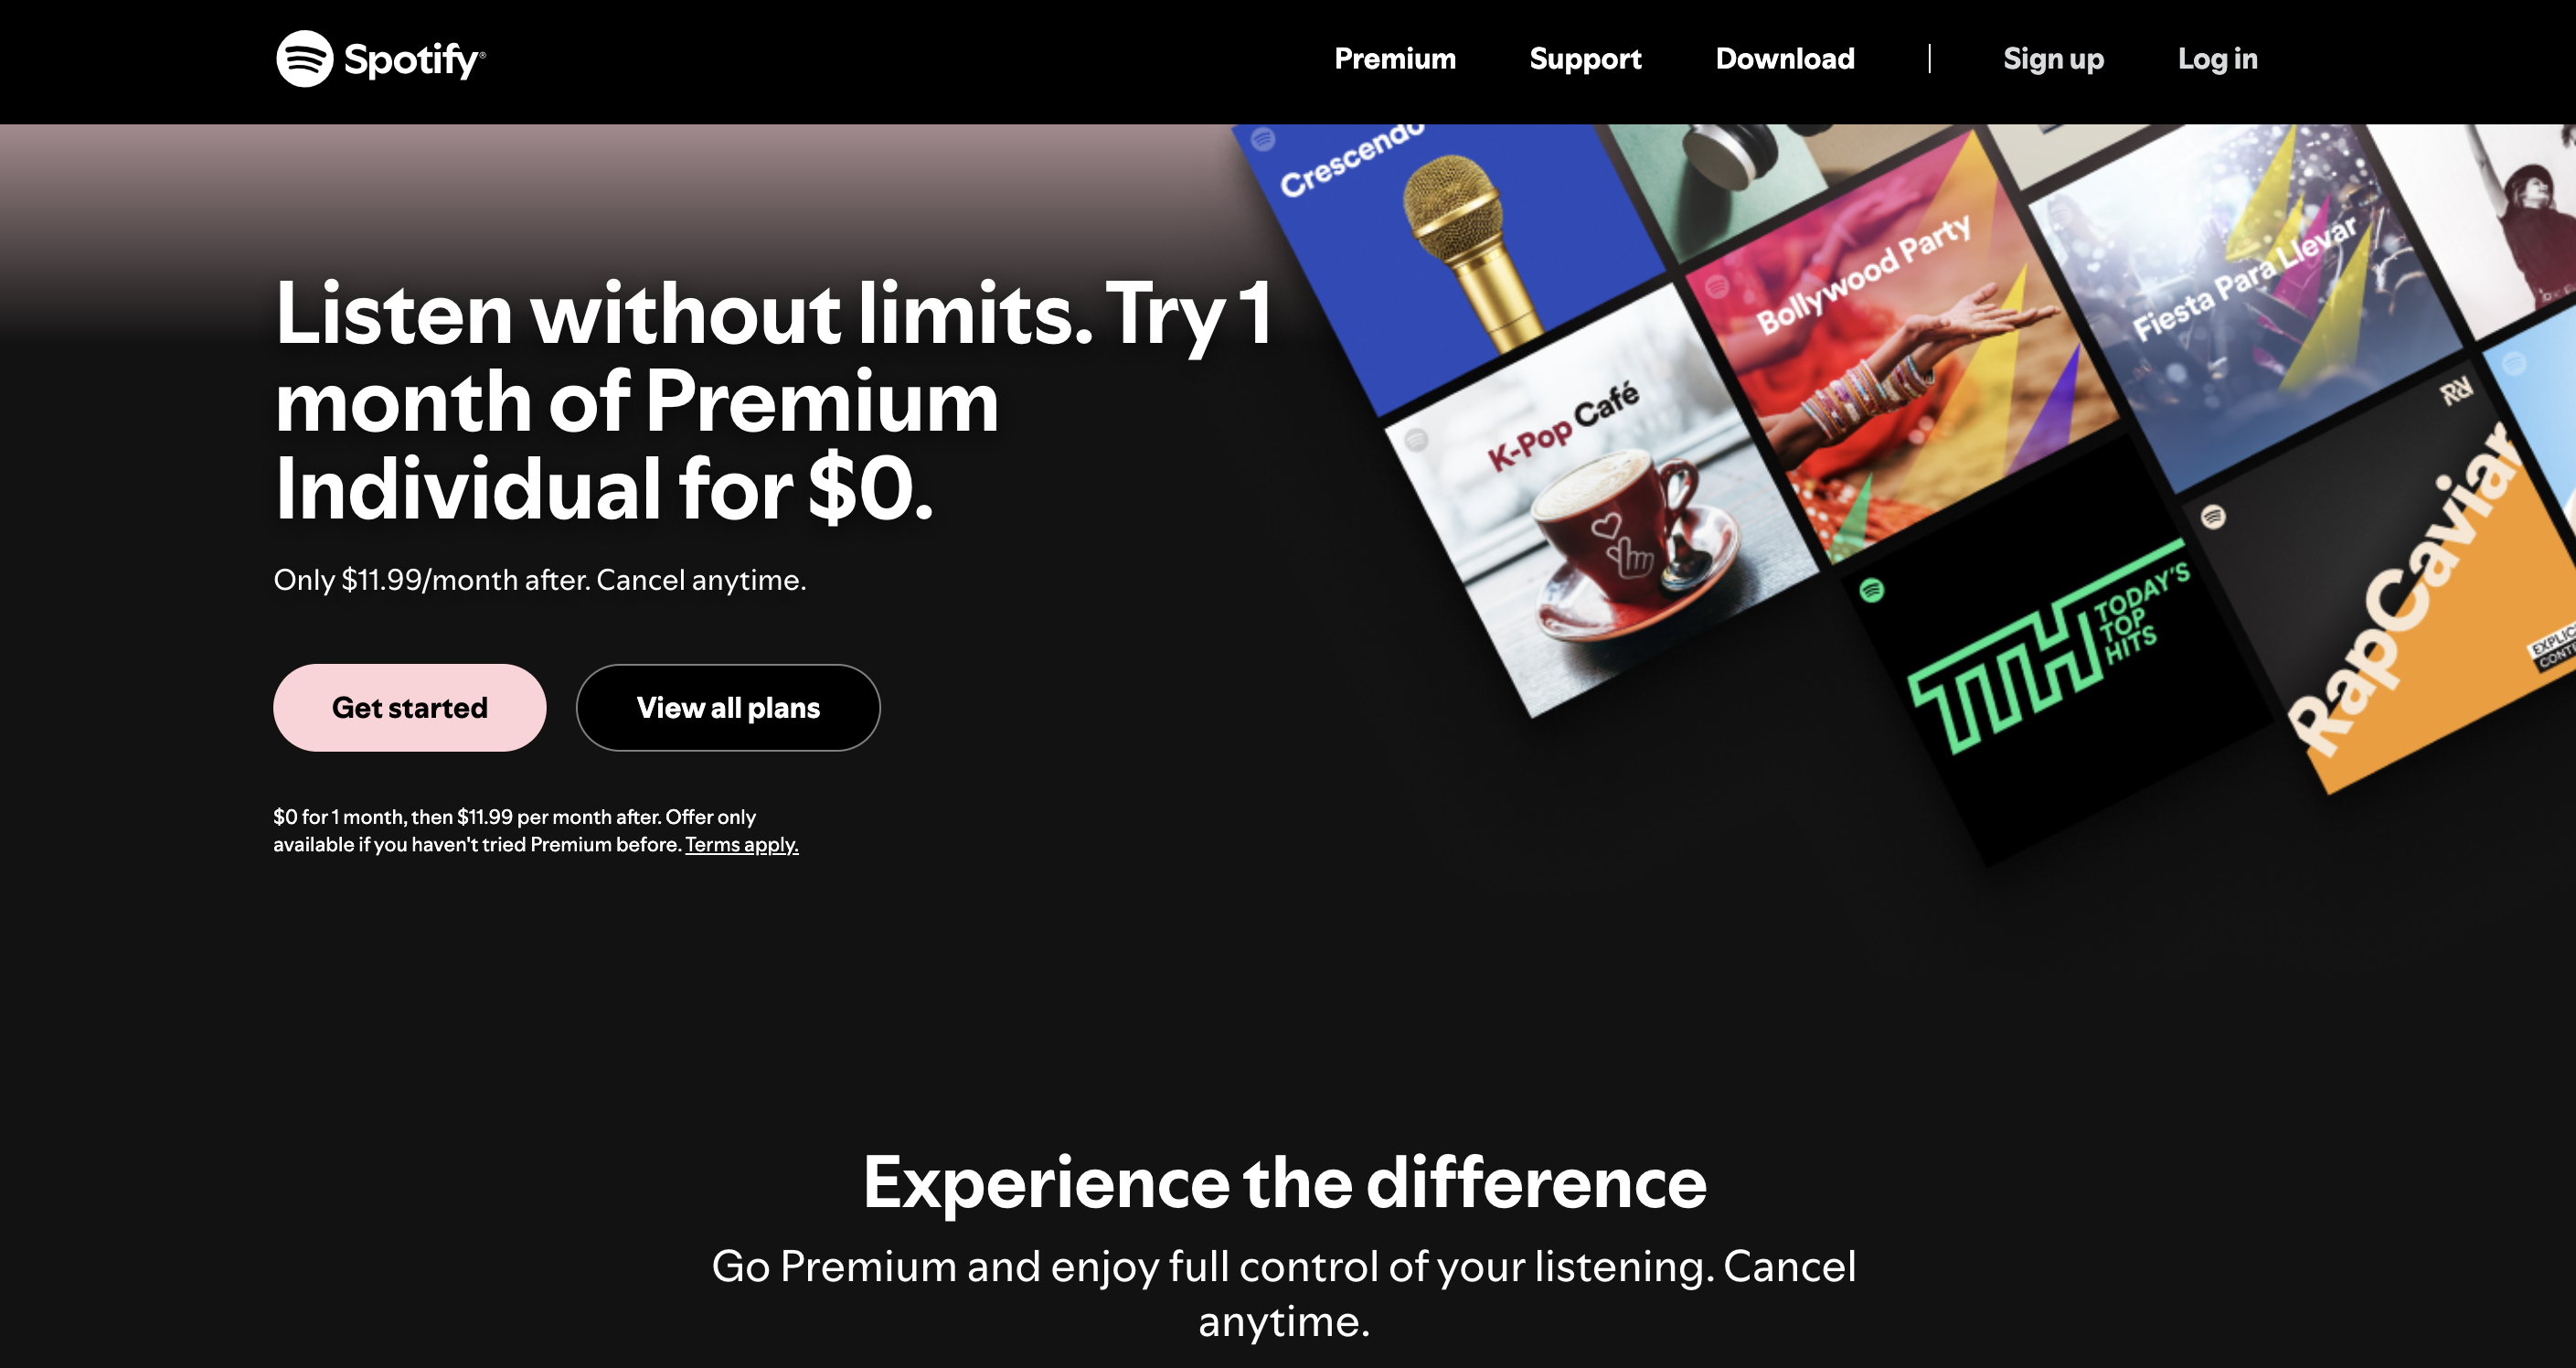 Spotify®
Premium
Support
Download
Sign up
Log in
Listen without limits. Try 1
month of Premium
Individual for $0.
Only $11.99/month after. Cancel anytime.
Get started
View all plans
$0 for 1 month, then $11.99 per month after. Offer only
available if you haven't tried Premium before. Terms apply.
Crescendo
K-Pop Café
Bollywood Party
Fiesta Para Llevar
TTH
TODAY'S
TOP
HITS
RapCaviar
Experience the difference
Go Premium and enjoy full control of your listening. Cancel
anytime.